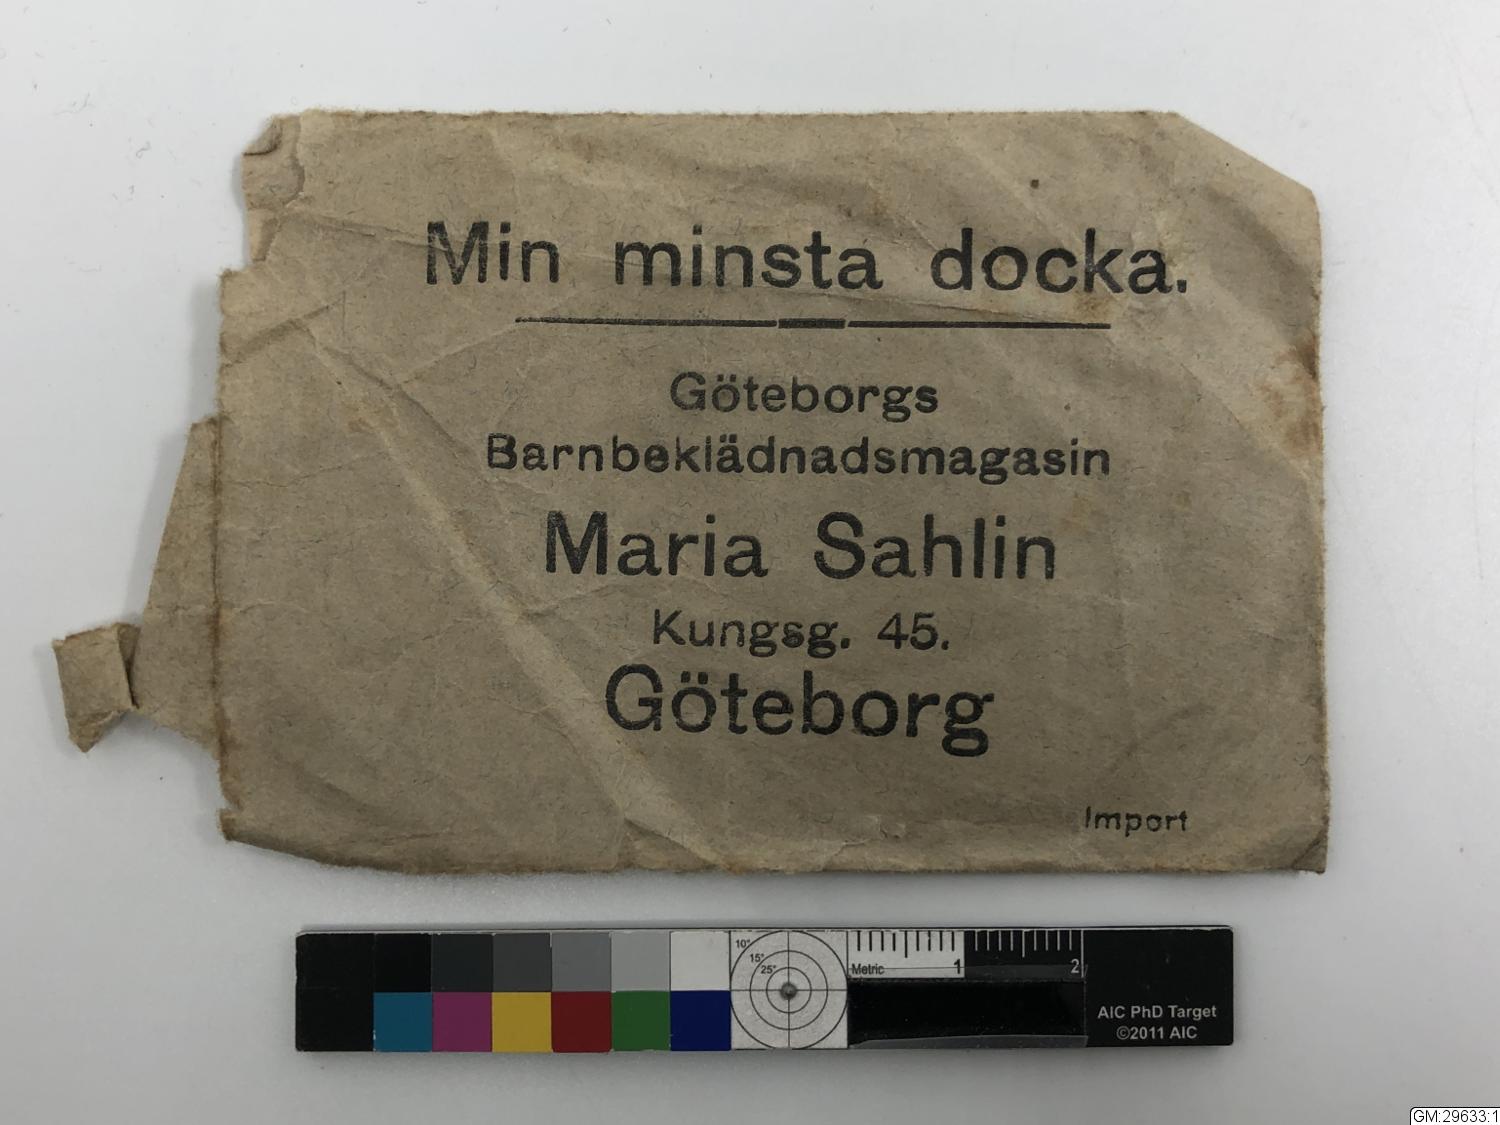 Min minsta docka.
Göteborgs
Barnbeklädnadsmagasin
Maria Sahlin
Kungsg. 45.
Göteborg
Import
10°
15°
25°
Metric
1
2
AIC PhD Target
©2011 AIC
GM:29633:1